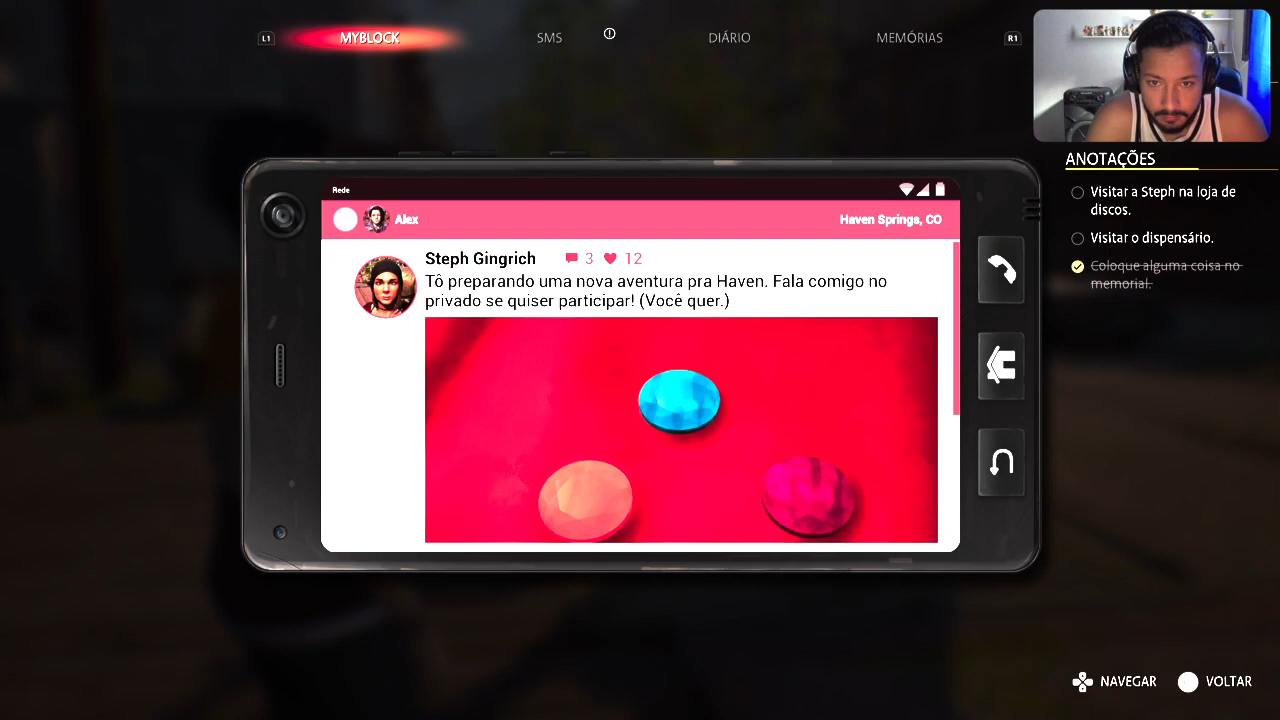 L1 MYBLOCK SMS DIÁRIO MEMÓRIAS R1
Rede
Alex Haven Springs, CO
Steph Gingrich 3 12
Tô preparando uma nova aventura pra Haven. Fala comigo no
privado se quiser participar! (Você quer.)
ANOTAÇÕES
Visitar a Steph na loja de
discos.
Visitar o dispensário.
Coloque alguma coisa no
memorial.
NAVEGAR VOLTAR